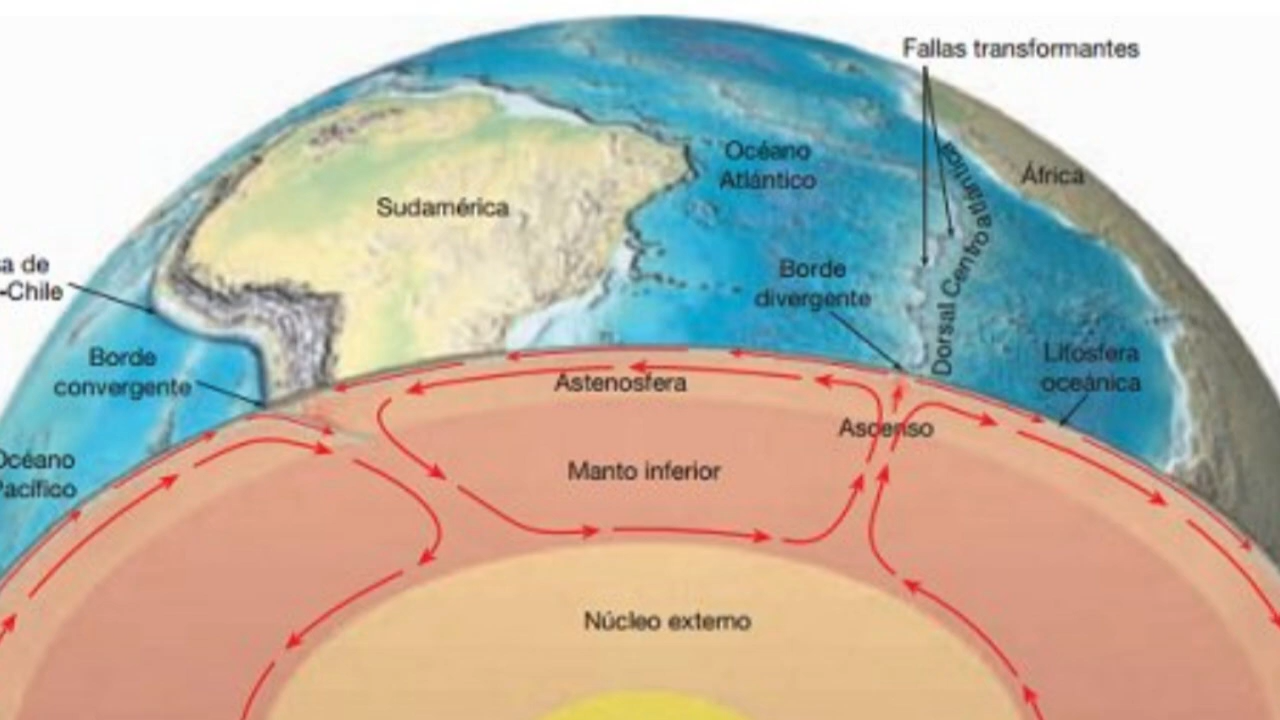 Fallas transformantes
Océano
Atlántico
África
Sudamérica
Dorsal Centroatlántica
a de
-Chile
Borde
divergente
Borde
convergente
Litosfera
oceánica
Astenosfera
Ascenso
Océano
Pacífico
Manto inferior
Núcleo externo